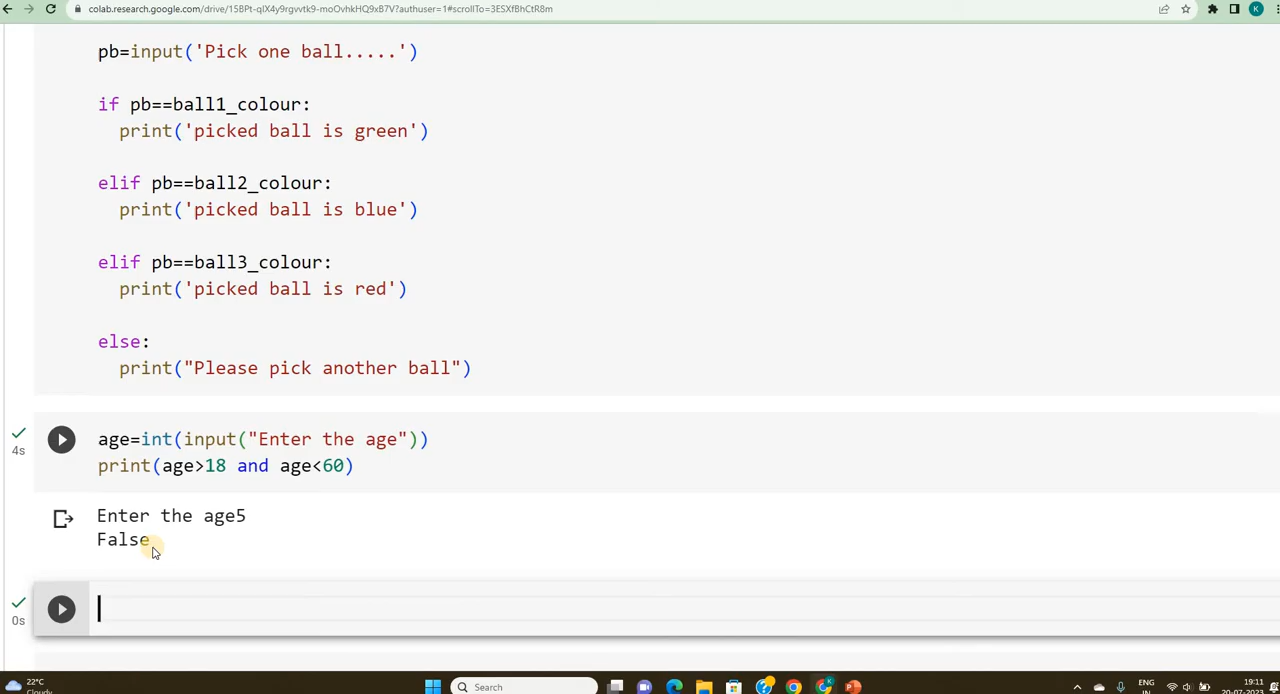 colab.research.google.com/drive/15BPt-qIX4y9rgvvtk9-moOvhkHQ9xB7V?authuser=1#scrollTo=3ESXfBhCtR8m
K
pb=input('Pick one ball.....')
if pb==ball1_colour:
print('picked ball is green')
elif pb==ball2_colour:
print('picked ball is blue')
elif pb==ball3_colour:
print('picked ball is red')
else:
print("Please pick another ball")
4s
age=int(input("Enter the age"))
print(age>18 and age<60)
Enter the age5
False
0s
22°C
Cloudy
Search
ENG
IN
19:11
20-07-2023